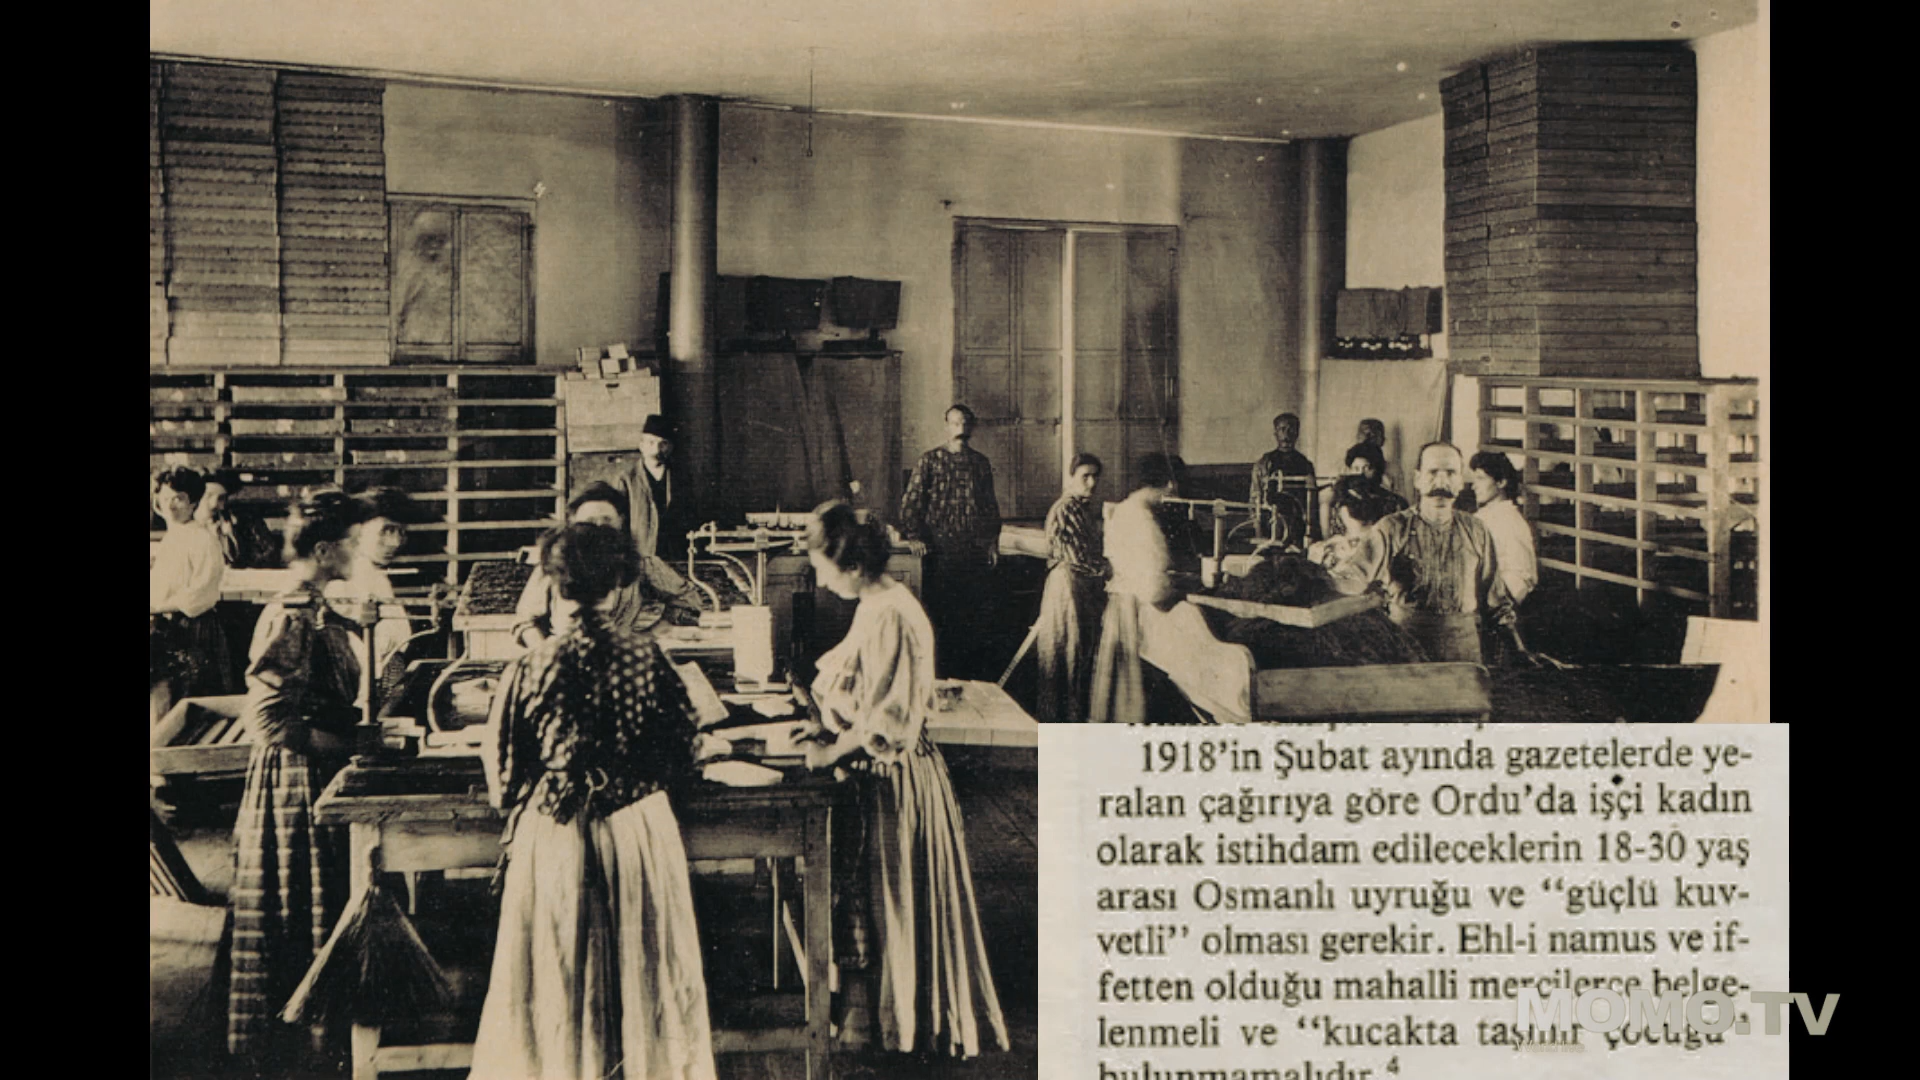 1918'in Şubat ayında gazetelerde ye-
ralan çağırıya göre Ordu'da işçi kadın
olarak istihdam edileceklerin 18-30 yaş
arası Osmanlı uyruğu ve “güçlü kuv-
vetli” olması gerekir. Ehl-i namus ve if-
fetten olduğu mahalli mercilerce belge-
lenmeli ve “kucakta taşınır çocuğu”
bulunmamalıdır.⁴
MOMO.TV